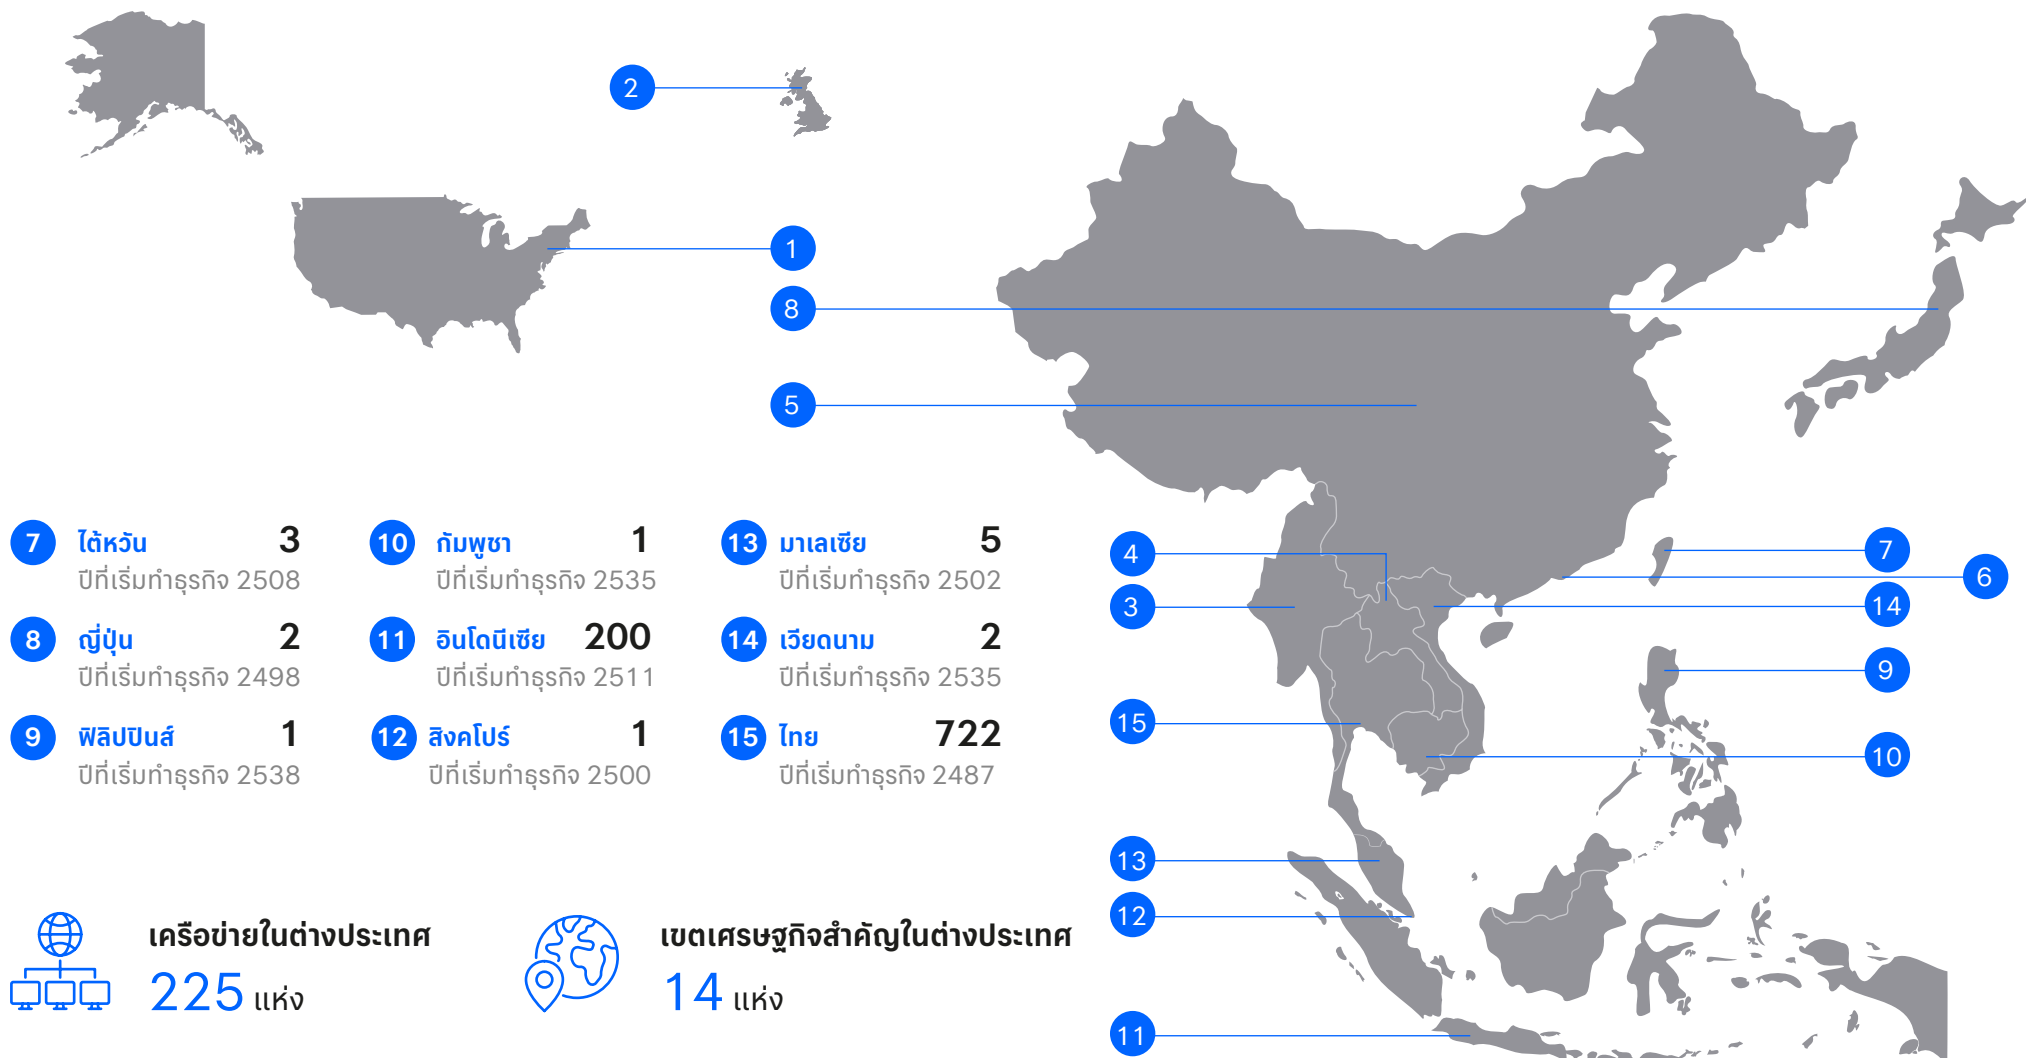 2
1
8
5
7 ไต้หวัน 3
ปีที่เริ่มทำธุรกิจ 2508
8 ญี่ปุ่น 2
ปีที่เริ่มทำธุรกิจ 2498
9 ฟิลิปปินส์ 1
ปีที่เริ่มทำธุรกิจ 2538
10 กัมพูชา 1
ปีที่เริ่มทำธุรกิจ 2535
11 อินโดนีเซีย 200
ปีที่เริ่มทำธุรกิจ 2511
12 สิงคโปร์ 1
ปีที่เริ่มทำธุรกิจ 2500
13 มาเลเซีย 5
ปีที่เริ่มทำธุรกิจ 2502
14 เวียดนาม 2
ปีที่เริ่มทำธุรกิจ 2535
15 ไทย 722
ปีที่เริ่มทำธุรกิจ 2487
4
3
15
13
12
11
7
6
14
9
10
เครือข่ายในต่างประเทศ
225 แห่ง
เขตเศรษฐกิจสำคัญในต่างประเทศ
14 แห่ง